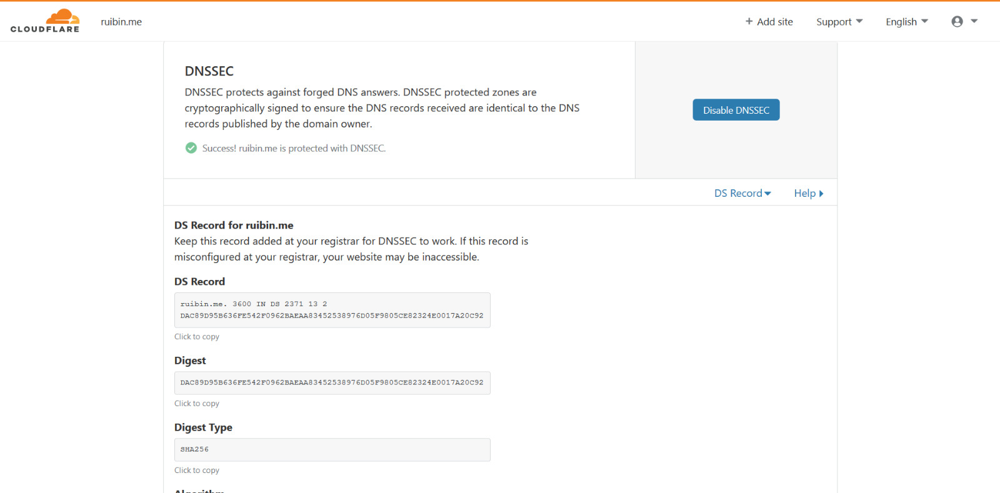 CLOUDFLARE
ruibin.me
+ Add site
Support
English
DNSSEC
DNSSEC protects against forged DNS answers. DNSSEC protected zones are
cryptographically signed to ensure the DNS records received are identical to the DNS
records published by the domain owner.
Success! ruibin.me is protected with DNSSEC.
Disable DNSSEC
DS Record
Help
DS Record for ruibin.me
Keep this record added at your registrar for DNSSEC to work. If this record is
misconfigured at your registrar, your website may be inaccessible.
DS Record
ruibin.me. 3600 IN DS 2371 13 2
DAC89D95B636FE542F0962BAEAA83452538976D05F9805CE82324E0017A20C92
Click to copy
Digest
DAC89D95B636FE542F0962BAEAA83452538976D05F9805CE82324E0017A20C92
Click to copy
Digest Type
SHA256
Click to copy
Algorithm